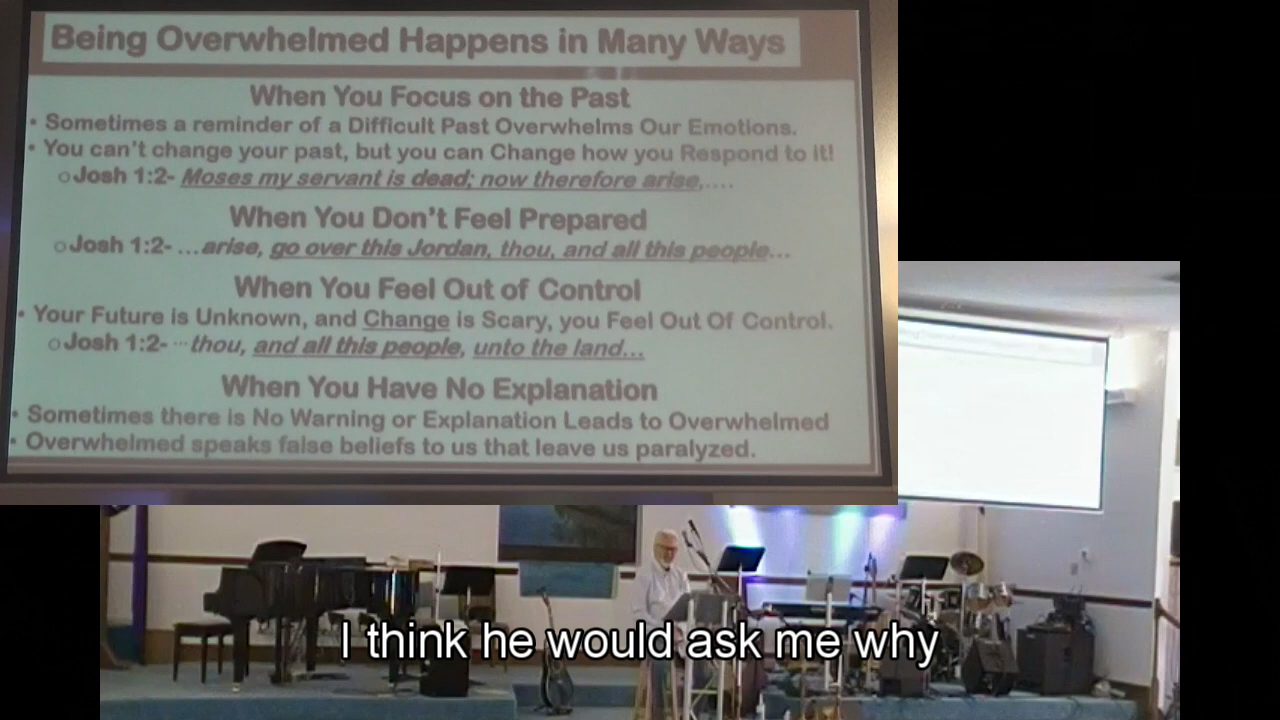 Being Overwhelmed Happens in Many Ways
When You Focus on the Past
• Sometimes a reminder of a Difficult Past Overwhelms Our Emotions.
• You can't change your past, but you can Change how you Respond to it!
○Josh 1:2- Moses my servant is dead; now therefore arise,....
When You Don't Feel Prepared
○Josh 1:2- ...arise, go over this Jordan, thou, and all this people...
When You Feel Out of Control
• Your Future is Unknown, and Change is Scary, you Feel Out Of Control.
○Josh 1:2- ...thou, and all this people, unto the land...
When You Have No Explanation
• Sometimes there is No Warning or Explanation Leads to Overwhelmed
• Overwhelmed speaks false beliefs to us that leave us paralyzed.
I think he would ask me why